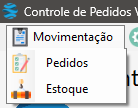 Controle de Pedidos V
Movimentação
Pedidos
Estoque